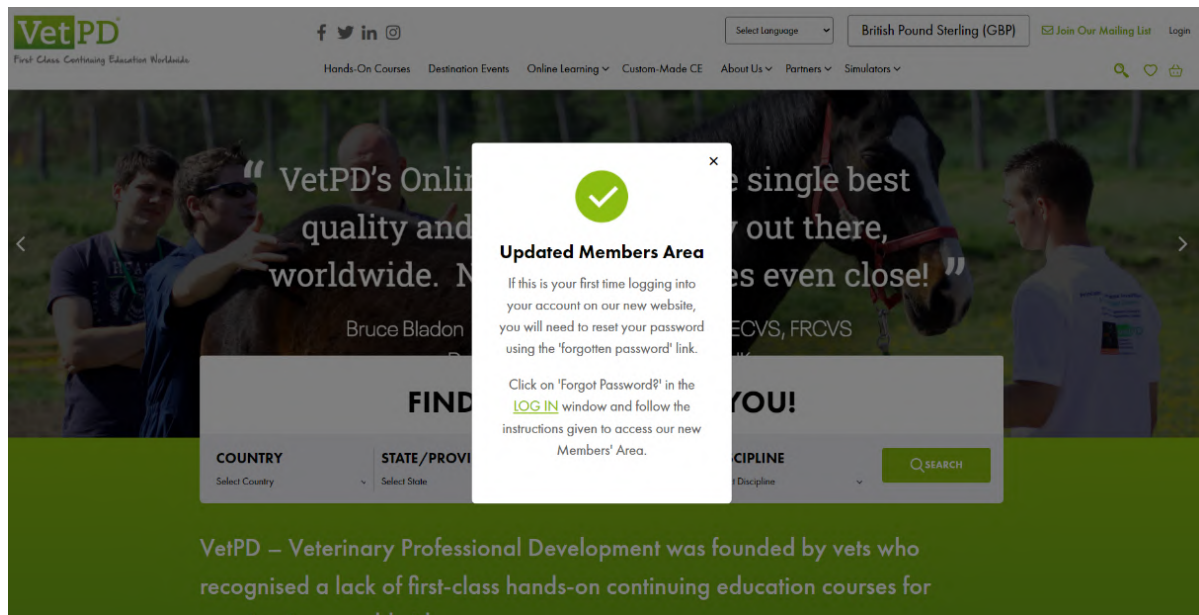 VetPD
First Class Continuing Education Worldwide
Select Language
British Pound Sterling (GBP)
Join Our Mailing List
Login
Hands-On Courses
Destination Events
Online Learning
Custom-Made CE
About Us
Partners
Simulators
“ VetPD's Onlin e single best
quality and y out there,
worldwide. N es even close! ”
Bruce Bladon ECVS, FRCVS
×
Updated Members Area
If this is your first time logging into
your account on our new website,
you will need to reset your password
using the 'forgotten password' link.
Click on 'Forgot Password?' in the
LOG IN window and follow the
instructions given to access our new
Members' Area.
FIND YOU!
COUNTRY
Select Country
STATE/PROVI
Select State
CIPLINE
t Discipline
SEARCH
VetPD – Veterinary Professional Development was founded by vets who
recognised a lack of first-class hands-on continuing education courses for